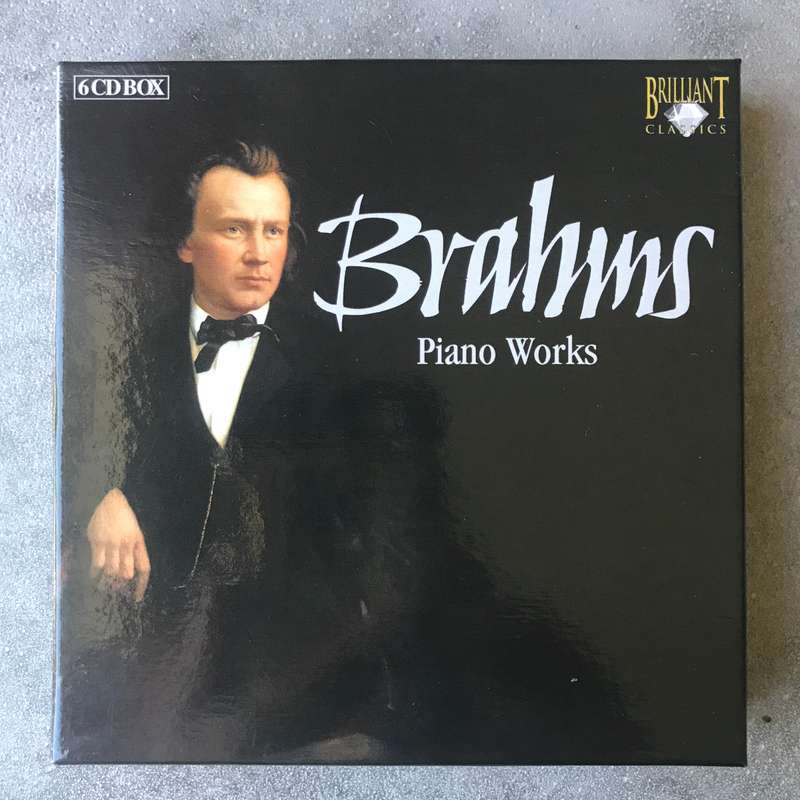 6 CD BOX
BRILLIANT
CLASSICS
Brahms
Piano Works